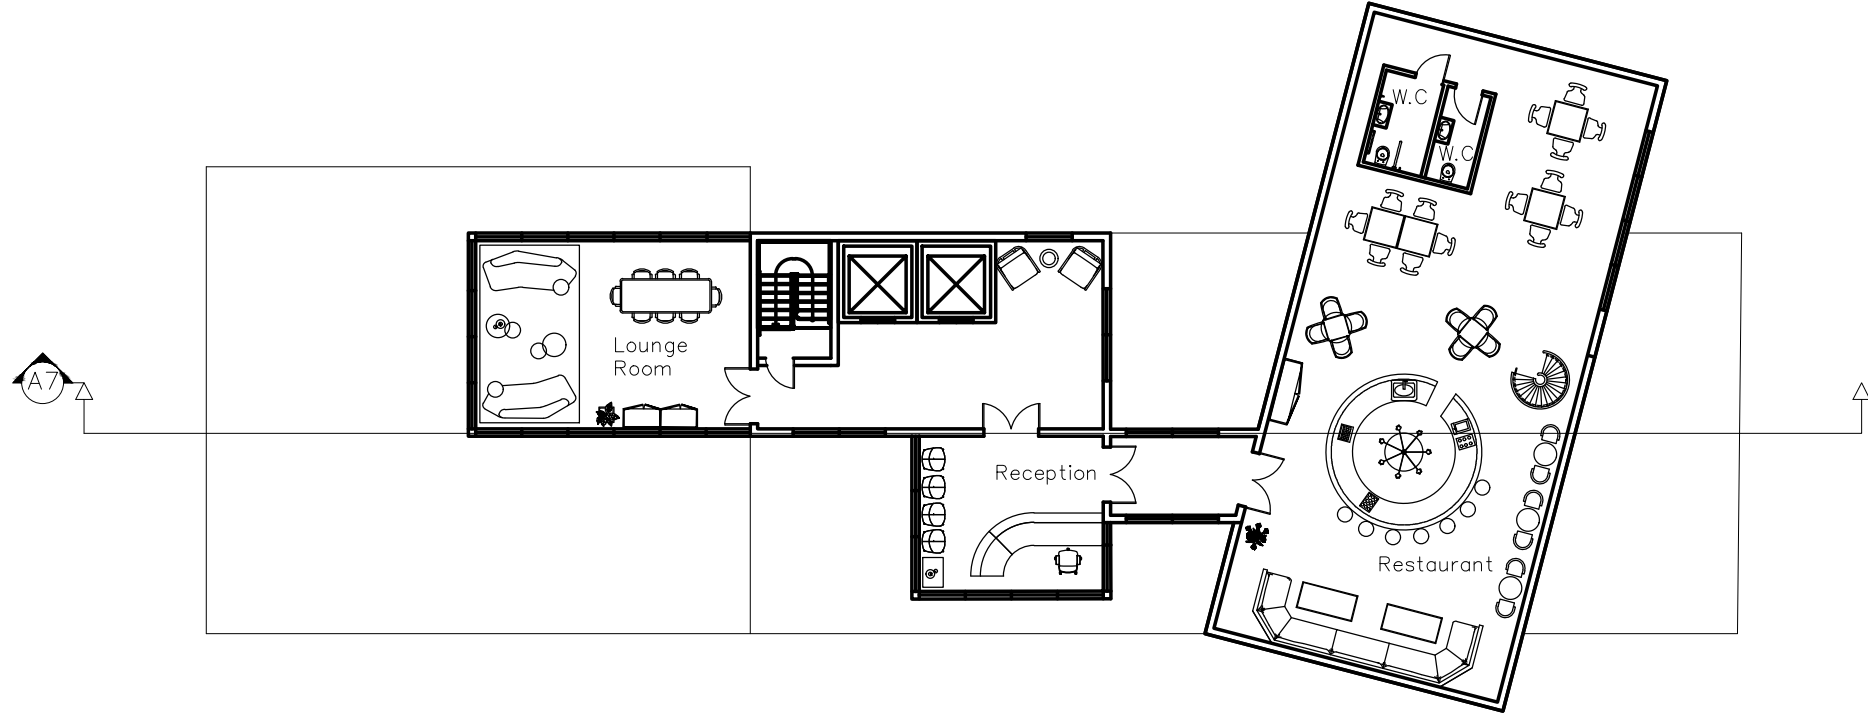 W.C
W.C
Lounge
Room
A7
Reception
Restaurant